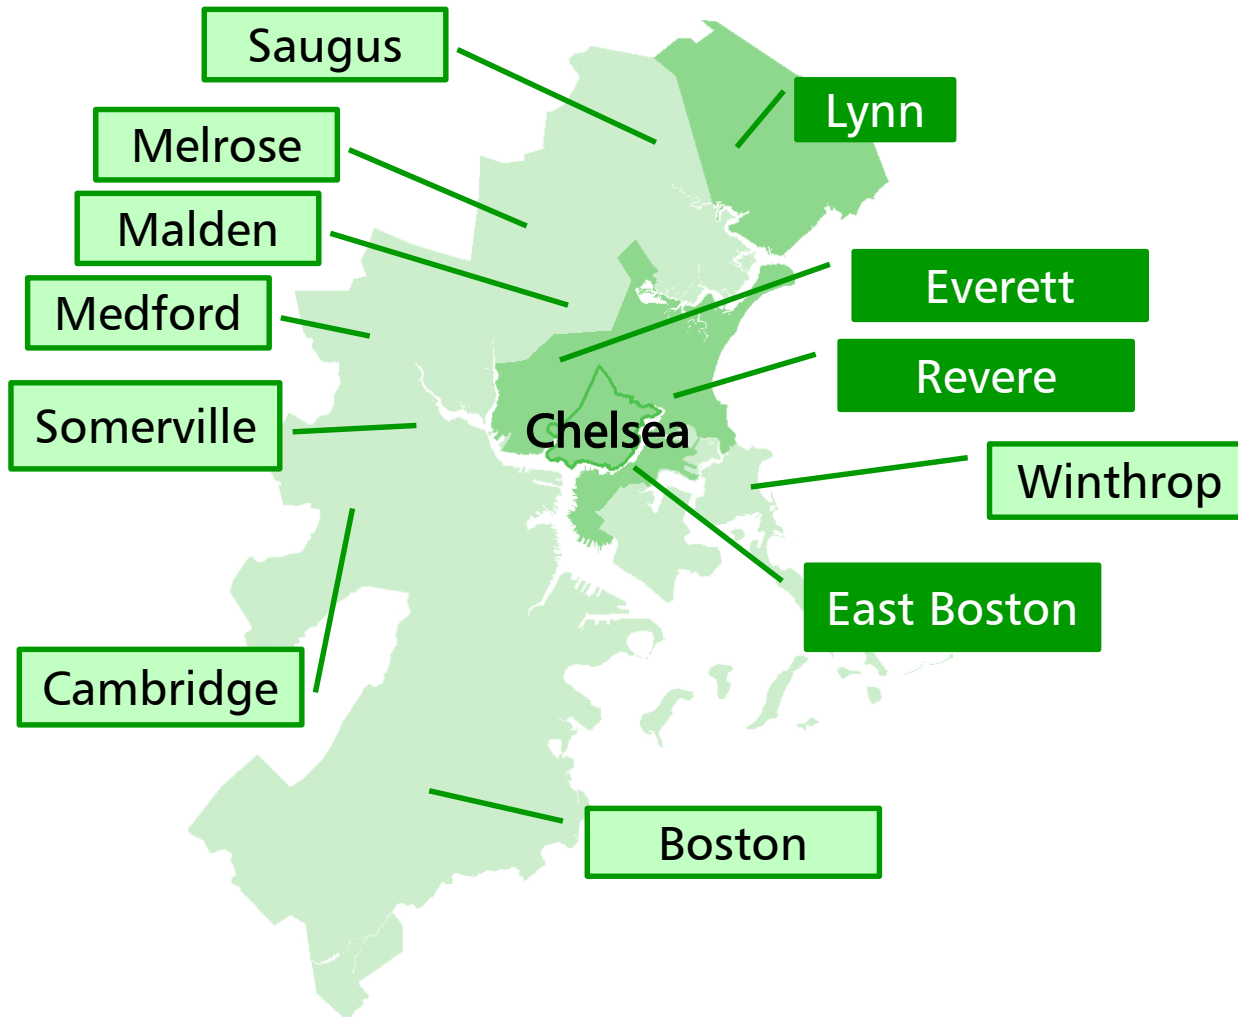 Saugus
Lynn
Melrose
Malden
Everett
Medford
Revere
Somerville
Chelsea
Winthrop
East Boston
Cambridge
Boston